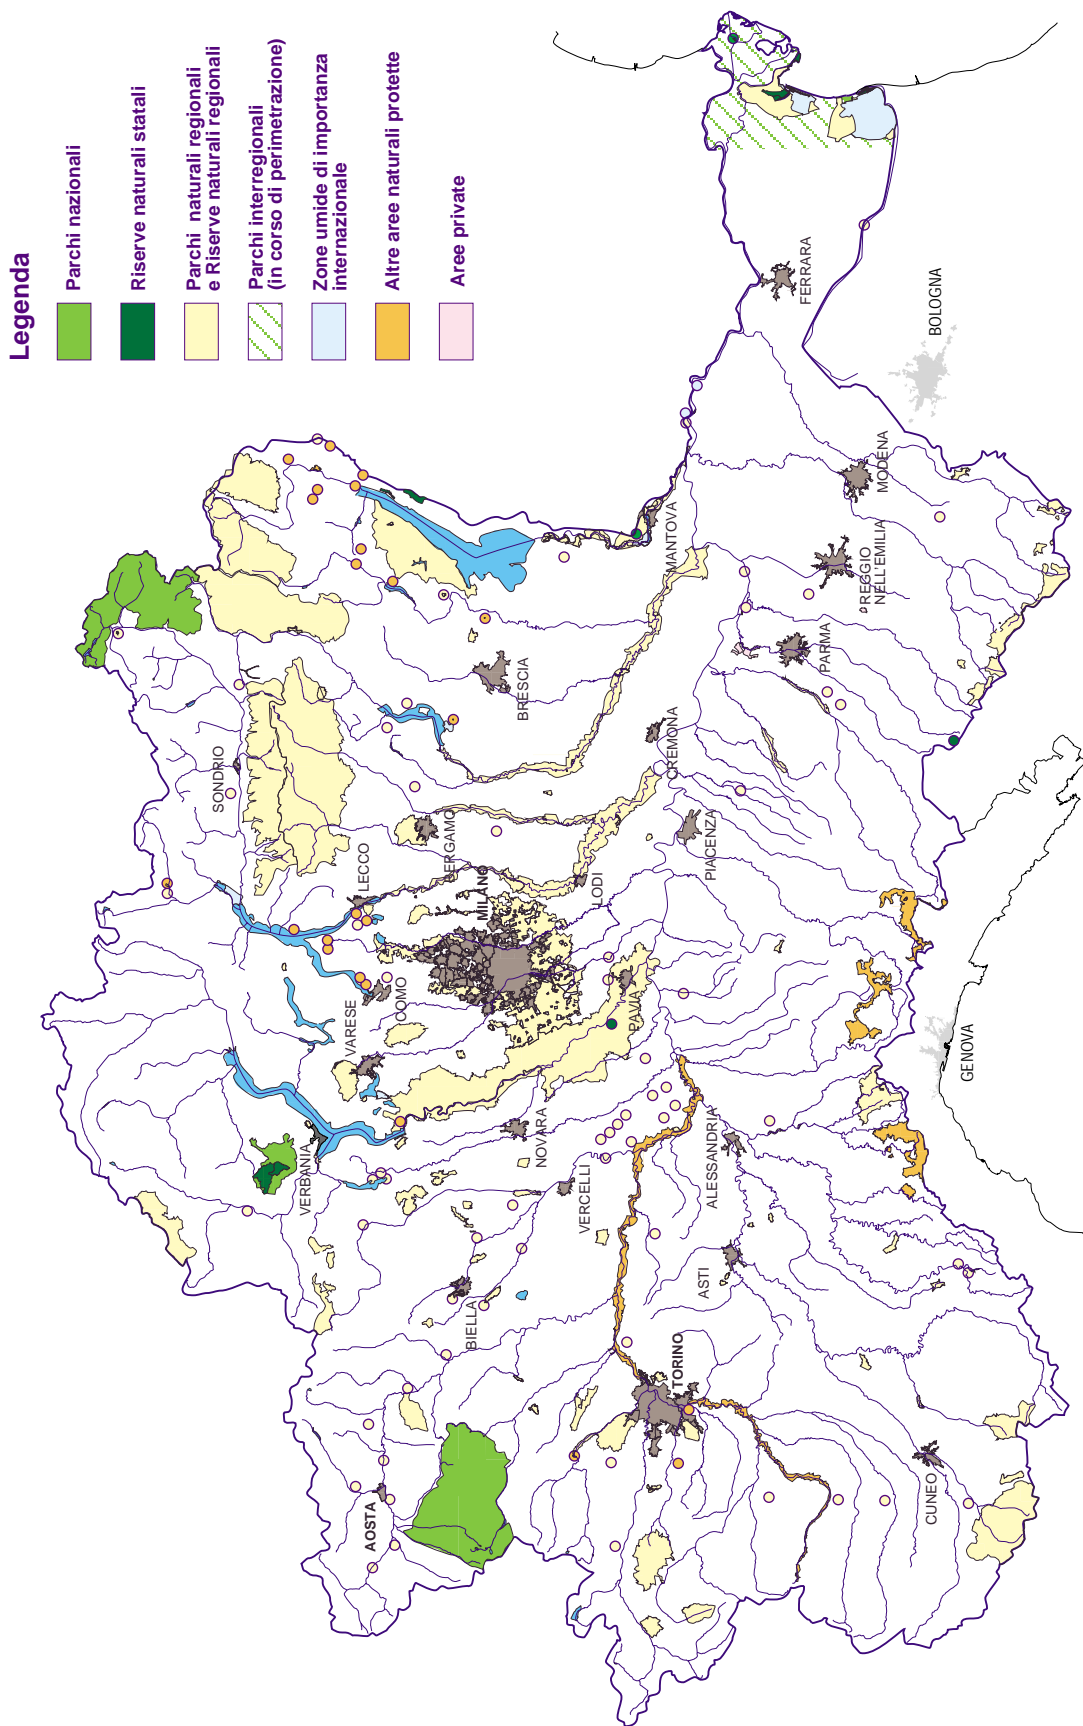 Legenda
Parchi nazionali
Riserve naturali statali
Parchi naturali regionali
e Riserve naturali regionali
Parchi interregionali
(in corso di perimetrazione)
Zone umide di importanza
internazionale
Altre aree naturali protette
Aree private
SONDRIO
LECCO
BERGAMO
BRESCIA
MANTOVA
VERBANIA
VARESE
COMO
MILANO
LODI
CREMONA
PAVIA
PIACENZA
AOSTA
BIELLA
NOVARA
VERCELLI
TORINO
ASTI
ALESSANDRIA
CUNEO
GENOVA
PARMA
REGGIO
NELL'EMILIA
MODENA
BOLOGNA
FERRARA